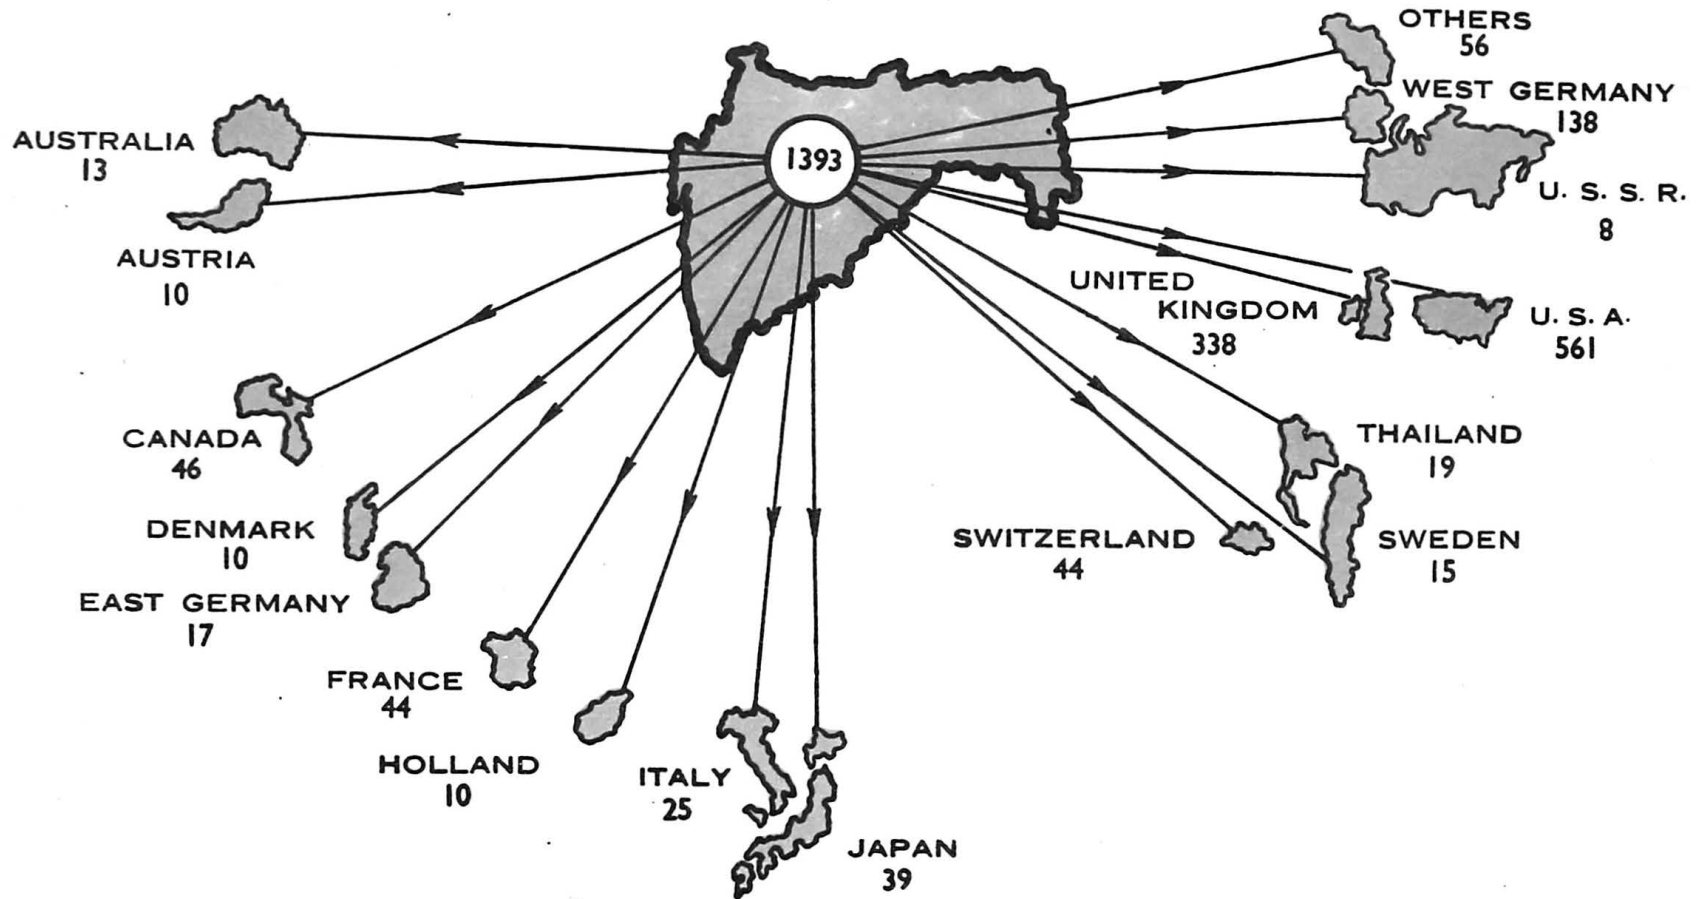 OTHERS
56
WEST GERMANY
138
U. S. S. R.
8
AUSTRALIA
13
1393
AUSTRIA
10
UNITED
KINGDOM
338
U. S. A.
561
CANADA
46
THAILAND
19
DENMARK
10
SWITZERLAND
44
SWEDEN
15
EAST GERMANY
17
FRANCE
44
HOLLAND
10
ITALY
25
JAPAN
39